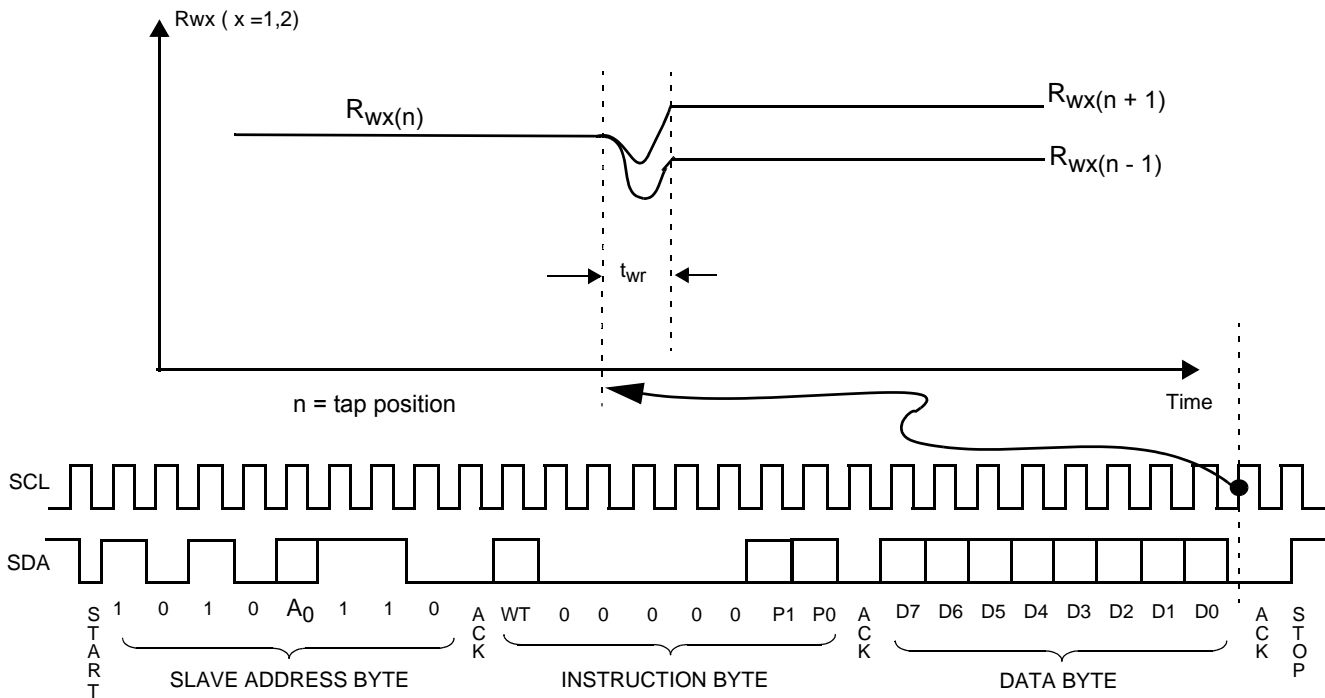 Rwx ( x =1,2)
Rwx(n)
Rwx(n + 1)
Rwx(n - 1)
twr
n = tap position
Time
SCL
SDA
START 1 0 1 0 A0 1 1 0 ACK WT 0 0 0 0 0 P1 P0 ACK D7 D6 D5 D4 D3 D2 D1 D0 ACK STOP
SLAVE ADDRESS BYTE INSTRUCTION BYTE DATA BYTE